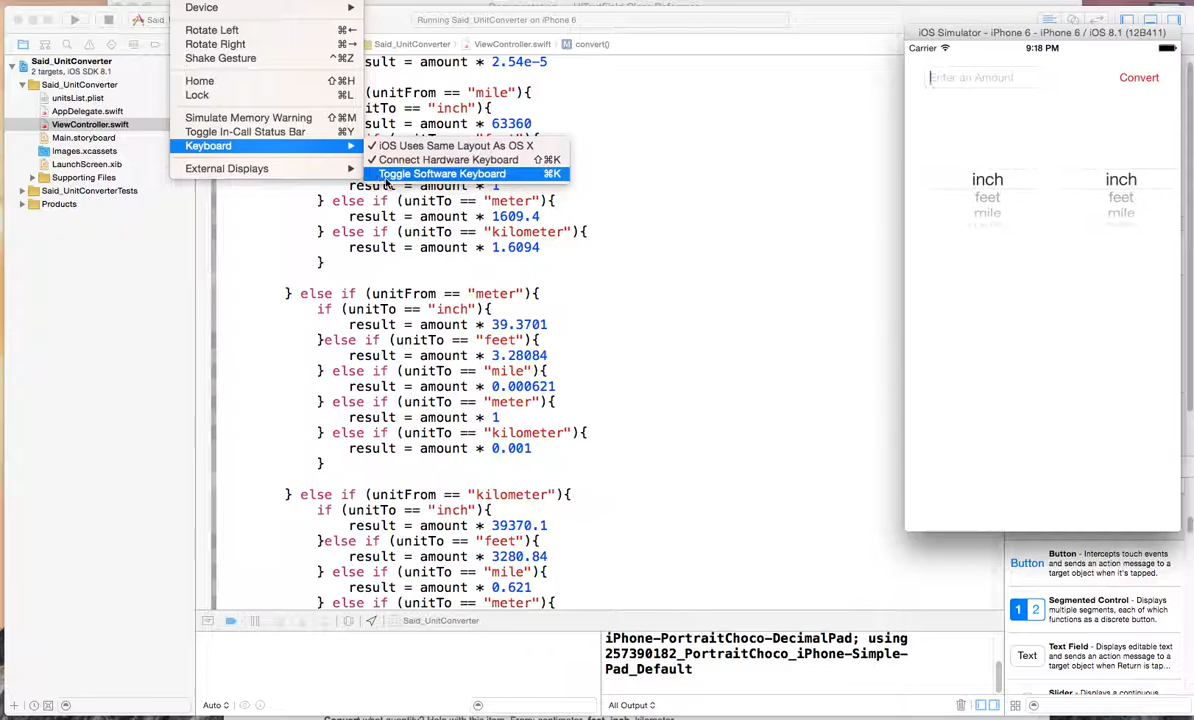 Device
Rotate Left ⌘←
Rotate Right ⌘→
Shake Gesture ^⌘Z
Home ⇧⌘H
Lock ⌘L
Simulate Memory Warning ⇧⌘M
Toggle In-Call Status Bar ⌘Y
Keyboard
External Displays
iOS Uses Same Layout As OS X
Connect Hardware Keyboard ⇧⌘K
Toggle Software Keyboard ⌘K
Said_
Running Said_UnitConverter on iPhone 6
Said_UnitConverter
ViewController.swift
M convert()
Said_UnitConverter
2 targets, iOS SDK 8.1
Said_UnitConverter
unitsList.plist
AppDelegate.swift
ViewController.swift
Main.storyboard
Images.xcassets
LaunchScreen.xib
Supporting Files
Said_UnitConverterTests
Products
sult = amount * 2.54e-5
(unitFrom == "mile"){
itTo == "inch"){
sult = amount * 63360
result = amount * 1
} else if (unitTo == "meter"){
result = amount * 1609.4
} else if (unitTo == "kilometer"){
result = amount * 1.6094
}
} else if (unitFrom == "meter"){
if (unitTo == "inch"){
result = amount * 39.3701
}else if (unitTo == "feet"){
result = amount * 3.28084
} else if (unitTo == "mile"){
result = amount * 0.000621
} else if (unitTo == "meter"){
result = amount * 1
} else if (unitTo == "kilometer"){
result = amount * 0.001
}
} else if (unitFrom == "kilometer"){
if (unitTo == "inch"){
result = amount * 39370.1
}else if (unitTo == "feet"){
result = amount * 3280.84
} else if (unitTo == "mile"){
result = amount * 0.621
} else if (unitTo == "meter"){
Said_UnitConverter
iPhone-PortraitChoco-DecimalPad; using
257390182_PortraitChoco_iPhone-Simple-
Pad_Default
Auto
All Output
iOS Simulator - iPhone 6 - iPhone 6 / iOS 8.1 (12B411)
Carrier 9:18 PM
Enter an Amount Convert
inch inch
feet feet
mile mile
Button
Button - Intercepts touch events
and sends an action message to a
target object when it's tapped.
1 2
Segmented Control - Displays
multiple segments, each of which
functions as a discrete button.
Text
Text Field - Displays editable text
and sends an action message to a
target object when Return is tap...
Slider - Displays a continuous